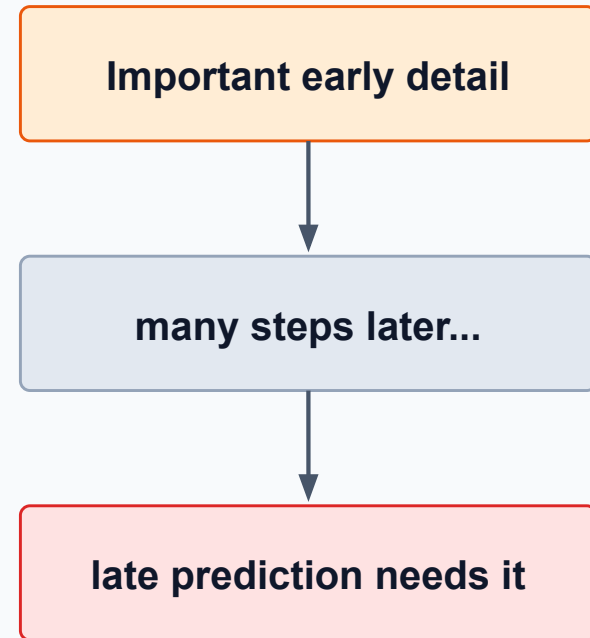 Important early detail
many steps later...
late prediction needs it